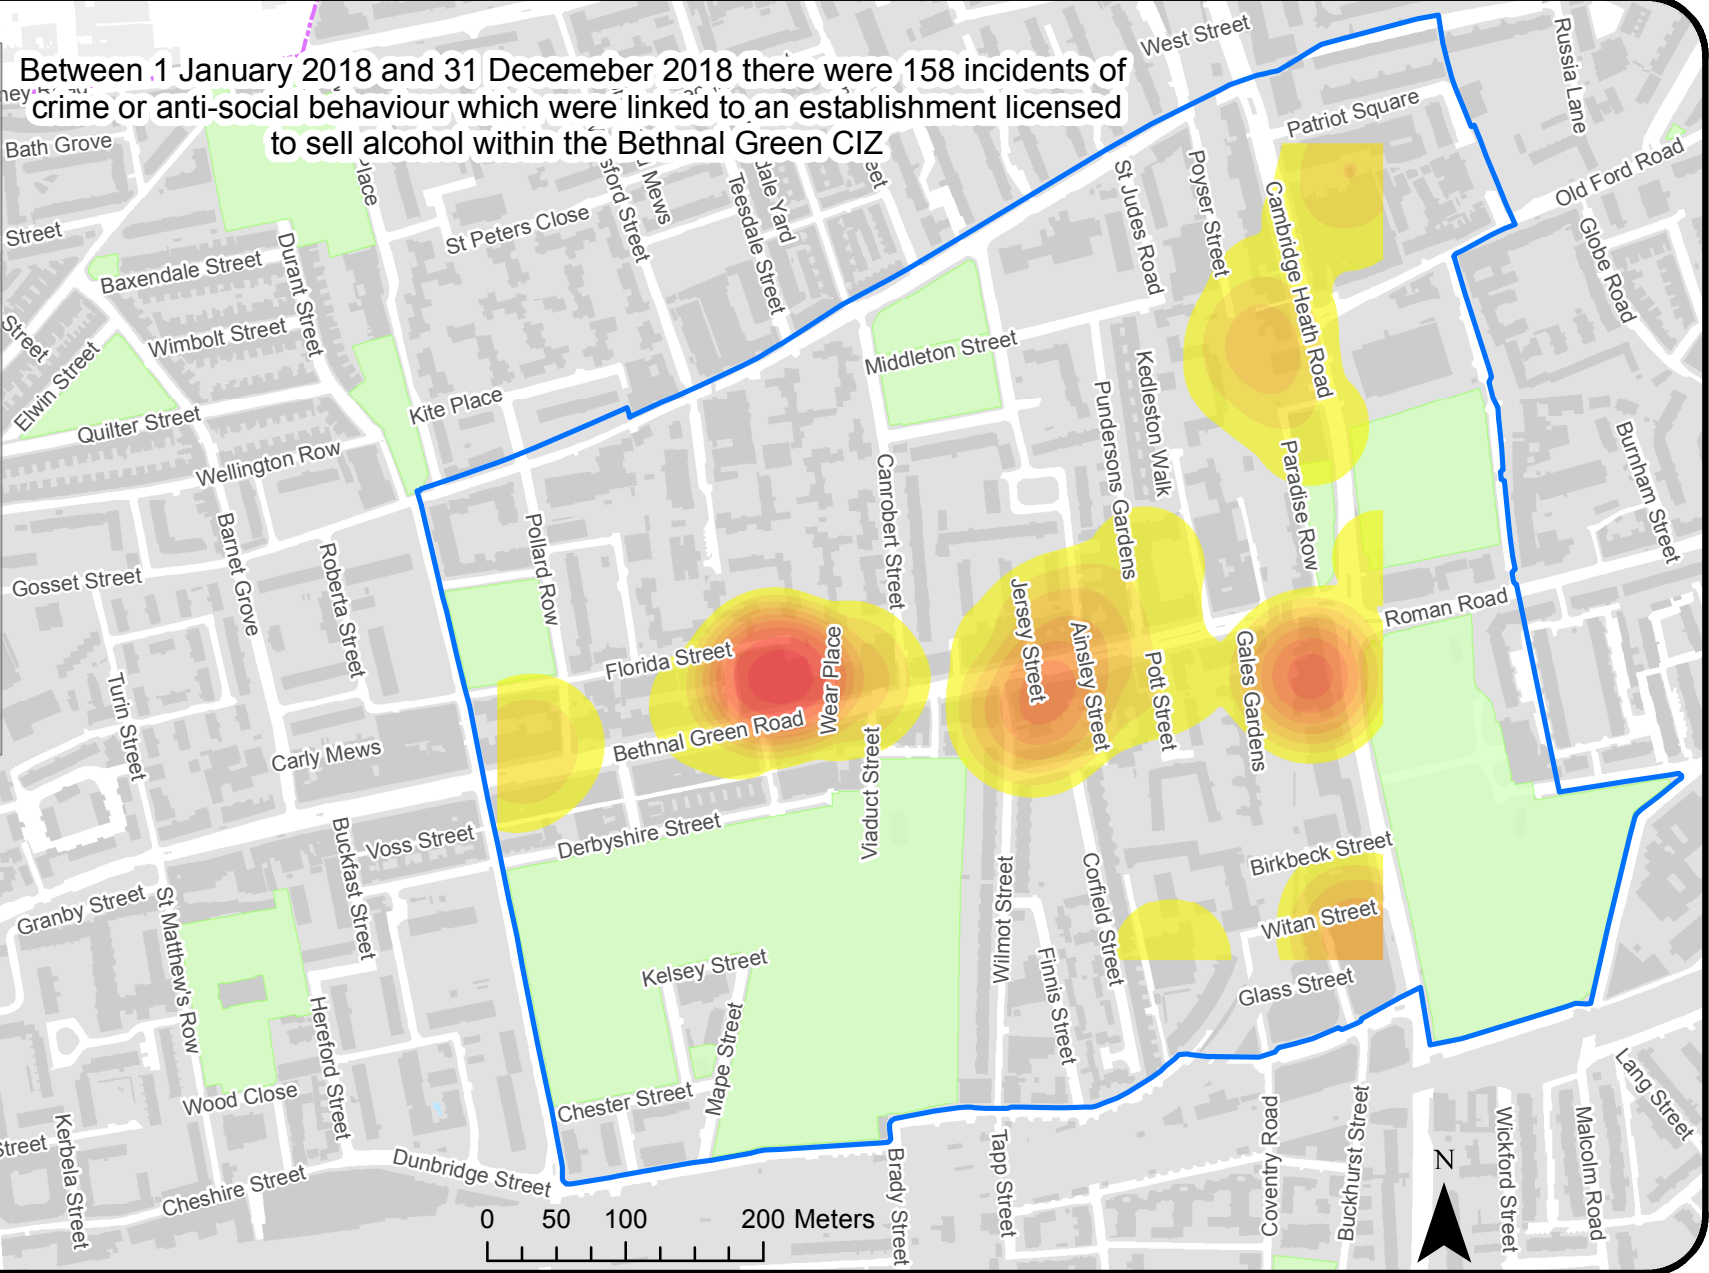 Between 1 January 2018 and 31 Decemeber 2018 there were 158 incidents of
crime or anti-social behaviour which were linked to an establishment licensed
to sell alcohol within the Bethnal Green CIZ
West Street
Russia Lane
Patriot Square
Old Ford Road
Globe Road
Bath Grove
Place
Mews
Teesdale Street
Yard
St Peters Close
Street
Baxendale Street
Durant Street
Wimbolt Street
Street
Elwin Street
Quilter Street
Kite Place
Wellington Row
St Judes Road
Poyser Street
Cambridge Heath Road
Middleton Street
Kedleston Walk
Pundersons Gardens
Paradise Row
Burnham Street
Canrobert Street
Pollard Row
Barnet Grove
Roberta Street
Gosset Street
Roman Road
Jersey Street
Ainsley Street
Pott Street
Gales Gardens
Florida Street
Wear Place
Bethnal Green Road
Turin Street
Carly Mews
Viaduct Street
Voss Street
Derbyshire Street
Buckfast Street
Granby Street
St Matthew's Row
Birkbeck Street
Witan Street
Glass Street
Wilmot Street
Corfield Street
Finnis Street
Kelsey Street
Mape Street
Chester Street
Hereford Street
Wood Close
Kerbela Street
Street
Cheshire Street
Dunbridge Street
Brady Street
Tapp Street
Coventry Road
Buckhurst Street
Wickford Street
Malcolm Road
Lang Street
N
0 50 100 200 Meters